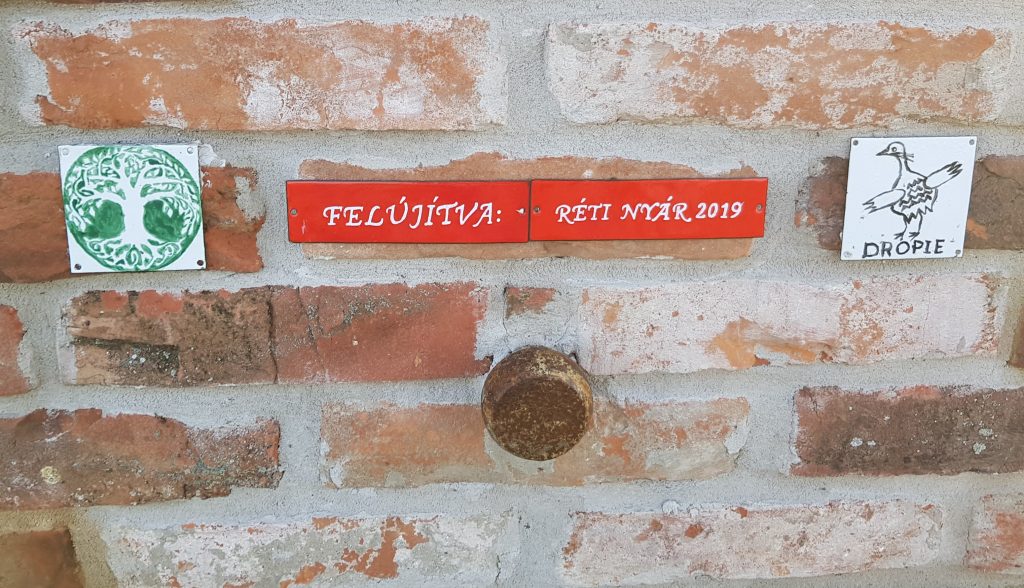 FELÚJÍTVA:
RÉTI NYÁR 2019
DROPIE